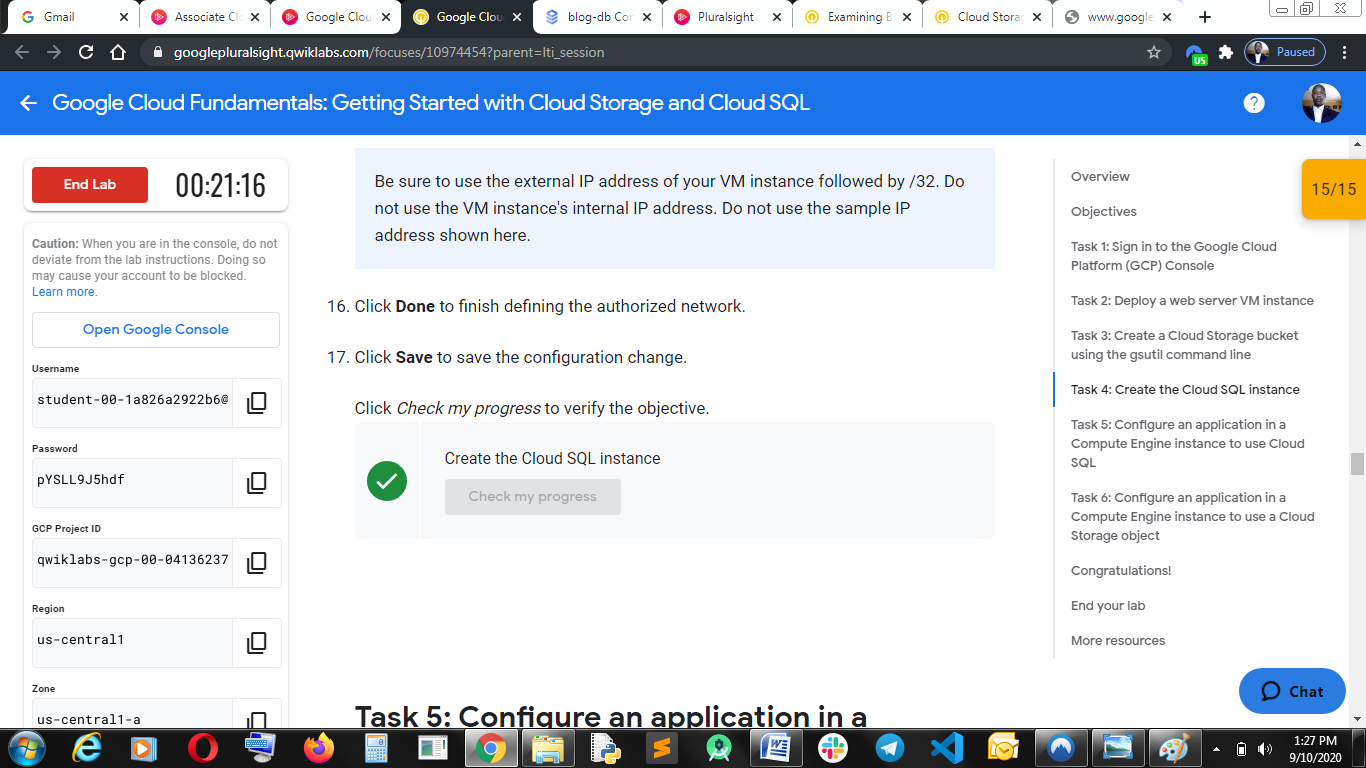 Gmail
Associate Cl
Google Clou
Google Clou
blog-db Con
Pluralsight
Examining B
Cloud Storag
www.google
googlepluralsight.qwiklabs.com/focuses/10974454?parent=lti_session
US
Paused
Google Cloud Fundamentals: Getting Started with Cloud Storage and Cloud SQL
?
End Lab
00:21:16
Caution: When you are in the console, do not
deviate from the lab instructions. Doing so
may cause your account to be blocked.
Learn more.
Open Google Console
Username
student-00-1a826a2922b6@
Password
pYSLL9J5hdf
GCP Project ID
qwiklabs-gcp-00-04136237
Region
us-central1
Zone
us-central1-a
Be sure to use the external IP address of your VM instance followed by /32. Do
not use the VM instance's internal IP address. Do not use the sample IP
address shown here.
16. Click Done to finish defining the authorized network.
17. Click Save to save the configuration change.
Click Check my progress to verify the objective.
Create the Cloud SQL instance
Check my progress
Task 5: Configure an application in a
Overview
Objectives
Task 1: Sign in to the Google Cloud
Platform (GCP) Console
Task 2: Deploy a web server VM instance
Task 3: Create a Cloud Storage bucket
using the gsutil command line
Task 4: Create the Cloud SQL instance
Task 5: Configure an application in a
Compute Engine instance to use Cloud
SQL
Task 6: Configure an application in a
Compute Engine instance to use a Cloud
Storage object
Congratulations!
End your lab
More resources
15/15
Chat
1:27 PM
9/10/2020